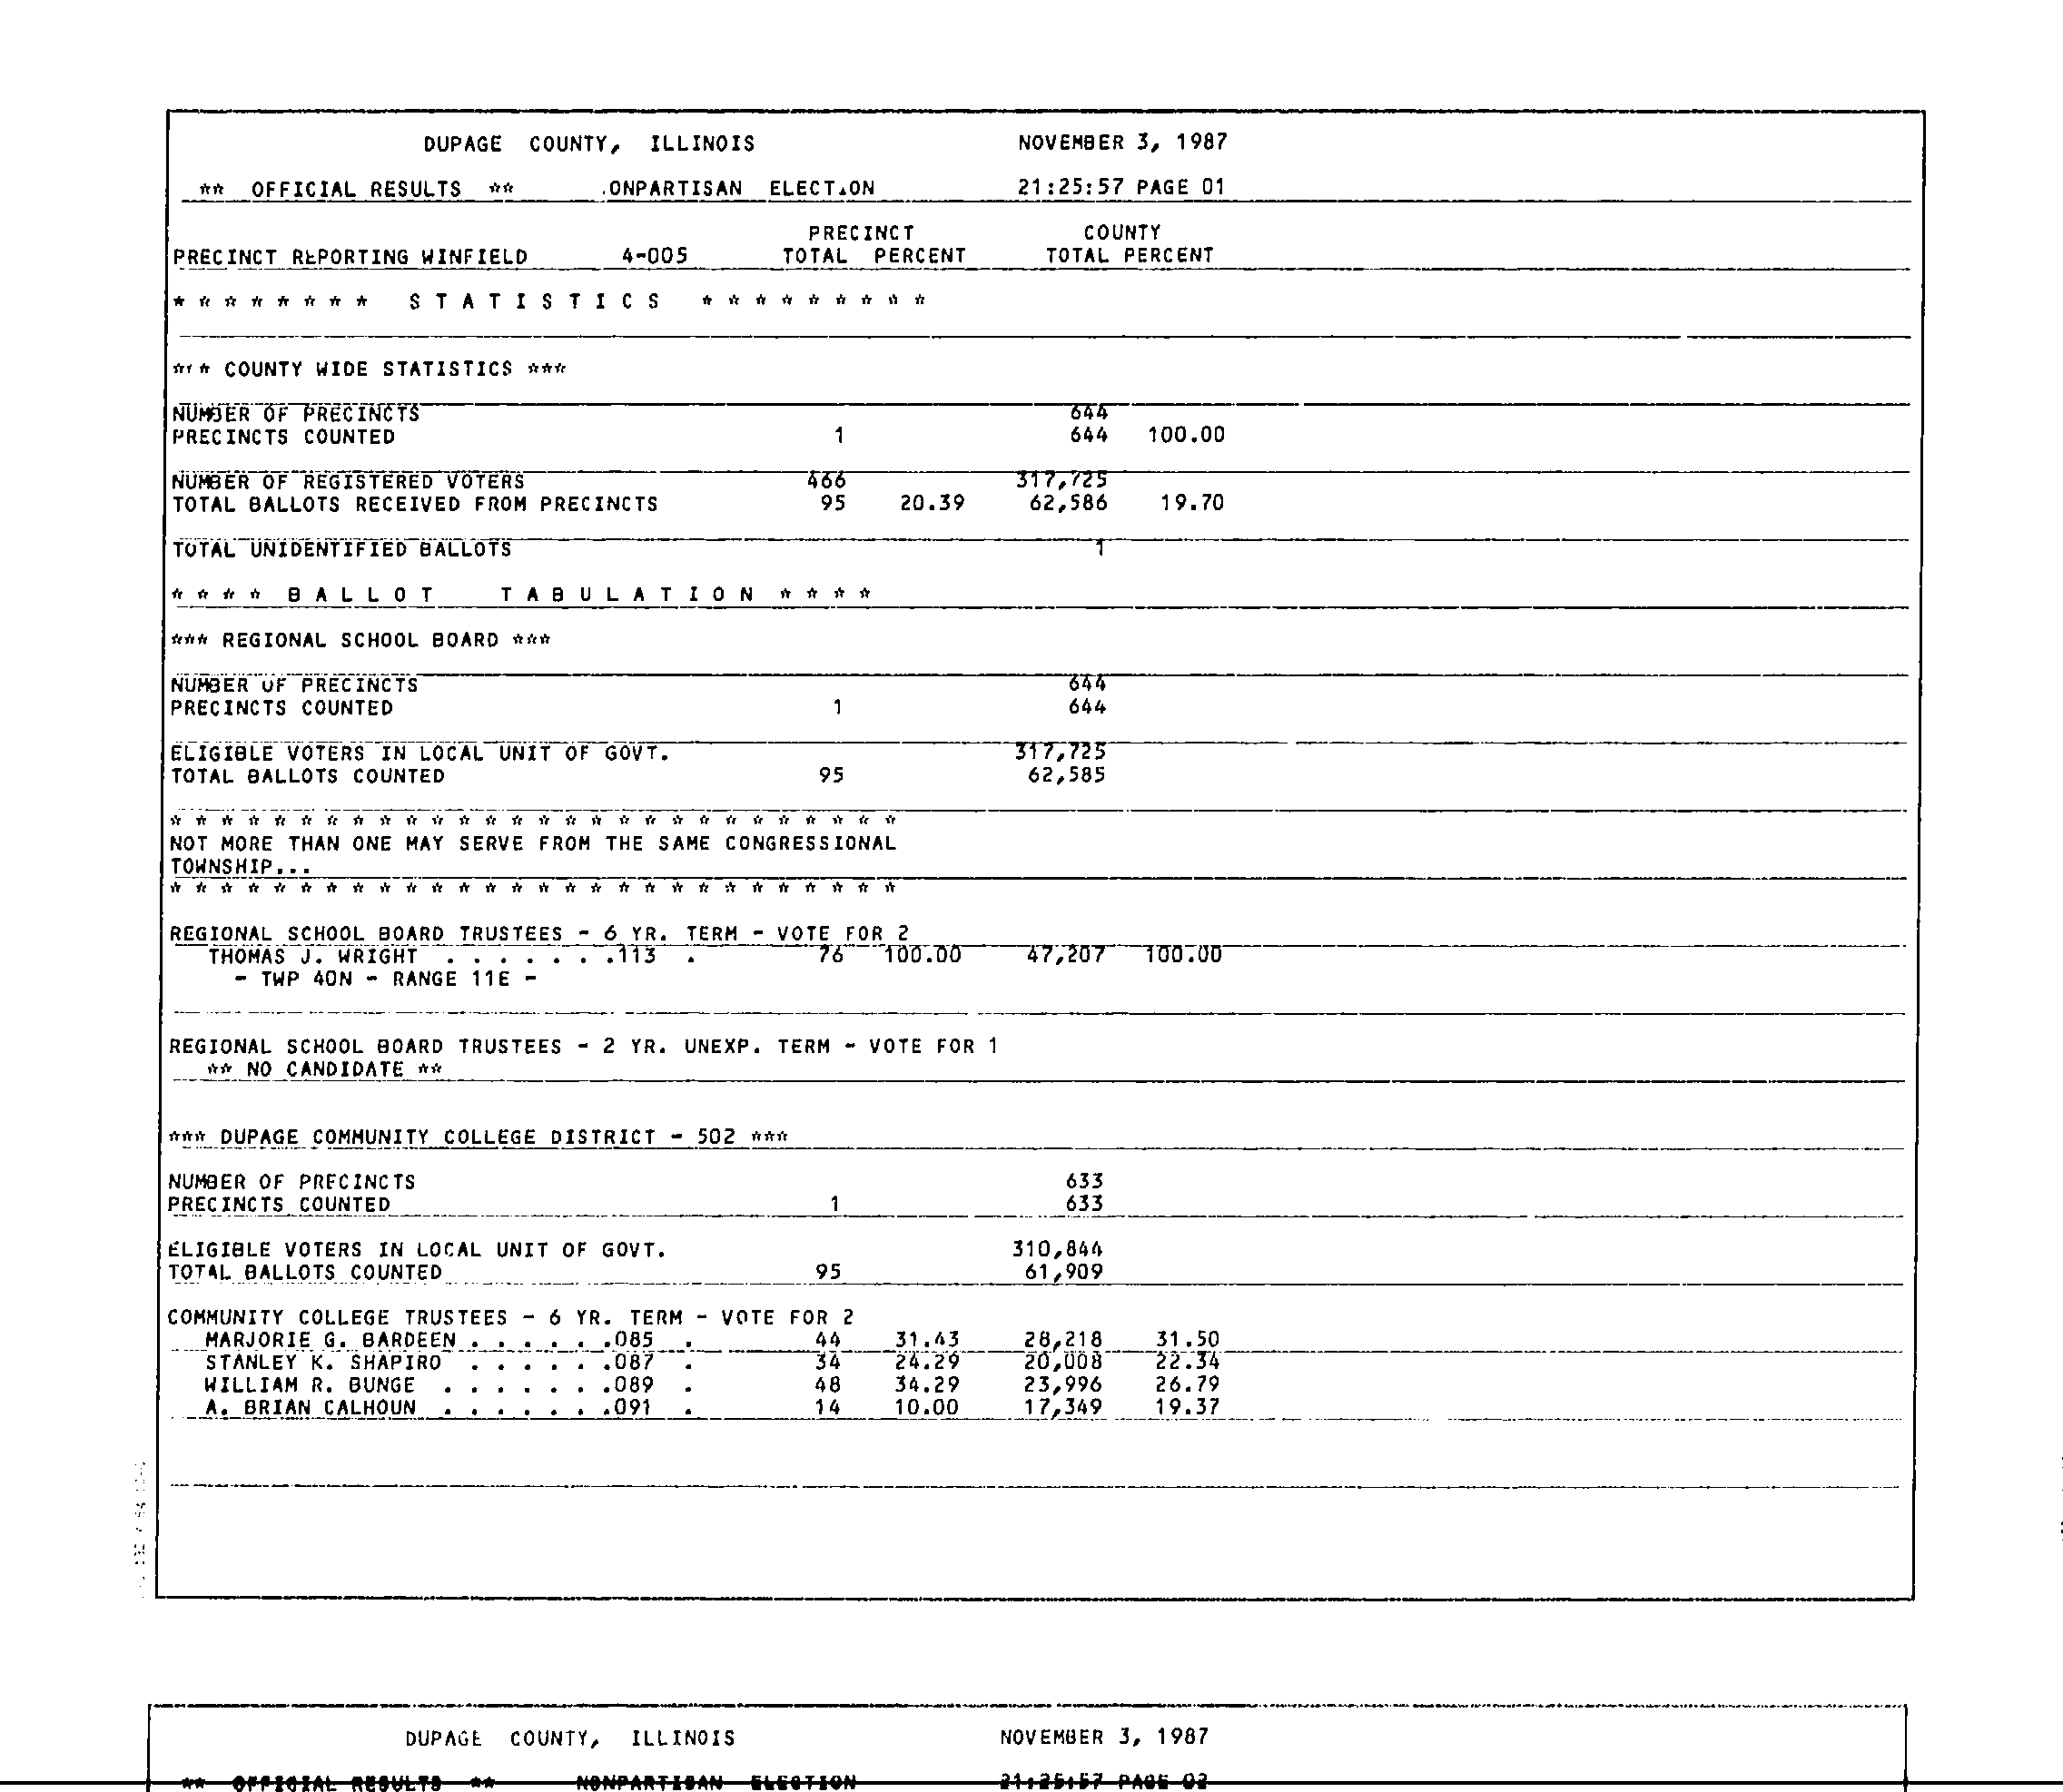 DUPAGE COUNTY, ILLINOIS NOVEMBER 3, 1987
** OFFICIAL RESULTS ** .ONPARTISAN ELECT.ON 21:25:57 PAGE 01
PRECINCT COUNTY
PRECINCT REPORTING WINFIELD 4-005 TOTAL PERCENT TOTAL PERCENT
* * * * * * * * S T A T I S T I C S * * * * * * * * *
*** COUNTY WIDE STATISTICS ***
NUMBER OF PRECINCTS 644
PRECINCTS COUNTED 1 644 100.00
NUMBER OF REGISTERED VOTERS 466 317,725
TOTAL BALLOTS RECEIVED FROM PRECINCTS 95 20.39 62,586 19.70
TOTAL UNIDENTIFIED BALLOTS 1
* * * * B A L L O T T A B U L A T I O N * * * *
*** REGIONAL SCHOOL BOARD ***
NUMBER OF PRECINCTS 644
PRECINCTS COUNTED 1 644
ELIGIBLE VOTERS IN LOCAL UNIT OF GOVT. 317,725
TOTAL BALLOTS COUNTED 95 62,585
* * * * * * * * * * * * * * * * * * * * * * * * * * * *
NOT MORE THAN ONE MAY SERVE FROM THE SAME CONGRESSIONAL
TOWNSHIP...
* * * * * * * * * * * * * * * * * * * * * * * * * * * *
REGIONAL SCHOOL BOARD TRUSTEES - 6 YR. TERM - VOTE FOR 2
THOMAS J. WRIGHT . . . . . . .113 . 76 100.00 47,207 100.00
- TWP 40N - RANGE 11E -
REGIONAL SCHOOL BOARD TRUSTEES - 2 YR. UNEXP. TERM - VOTE FOR 1
** NO CANDIDATE **
*** DUPAGE COMMUNITY COLLEGE DISTRICT - 502 ***
NUMBER OF PRECINCTS 633
PRECINCTS COUNTED 1 633
ELIGIBLE VOTERS IN LOCAL UNIT OF GOVT. 310,844
TOTAL BALLOTS COUNTED 95 61,909
COMMUNITY COLLEGE TRUSTEES - 6 YR. TERM - VOTE FOR 2
MARJORIE G. BARDEEN . . . . . .085 . 44 31.43 28,218 31.50
STANLEY K. SHAPIRO . . . . . .087 . 34 24.29 20,008 22.34
WILLIAM R. BUNGE . . . . . . .089 . 48 34.29 23,996 26.79
A. BRIAN CALHOUN . . . . . . .091 . 14 10.00 17,349 19.37
DUPAGE COUNTY, ILLINOIS NOVEMBER 3, 1987
** OFFICIAL RESULTS ** NONPARTISAN ELECTION 21:25:57 PAGE 02